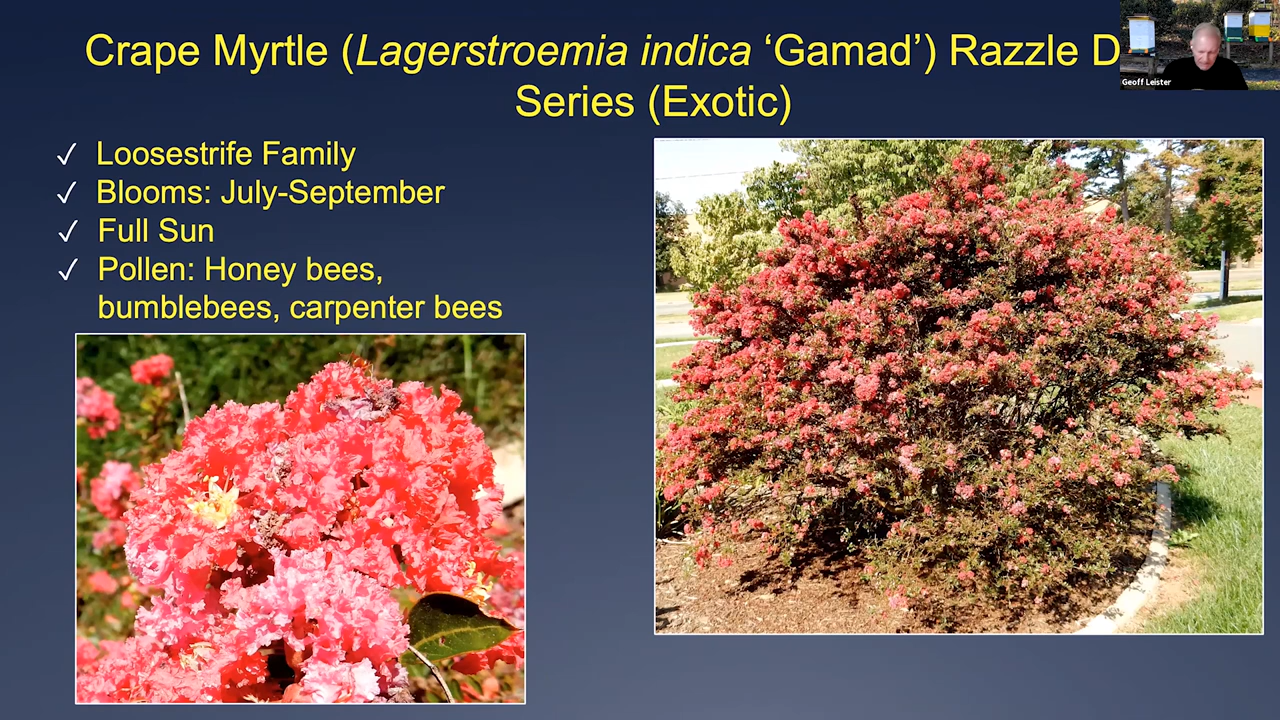 Crape Myrtle (Lagerstroemia indica ‘Gamad’) Razzle D
Series (Exotic)
Geoff Leister
✓ Loosestrife Family
✓ Blooms: July-September
✓ Full Sun
✓ Pollen: Honey bees,
bumblebees, carpenter bees